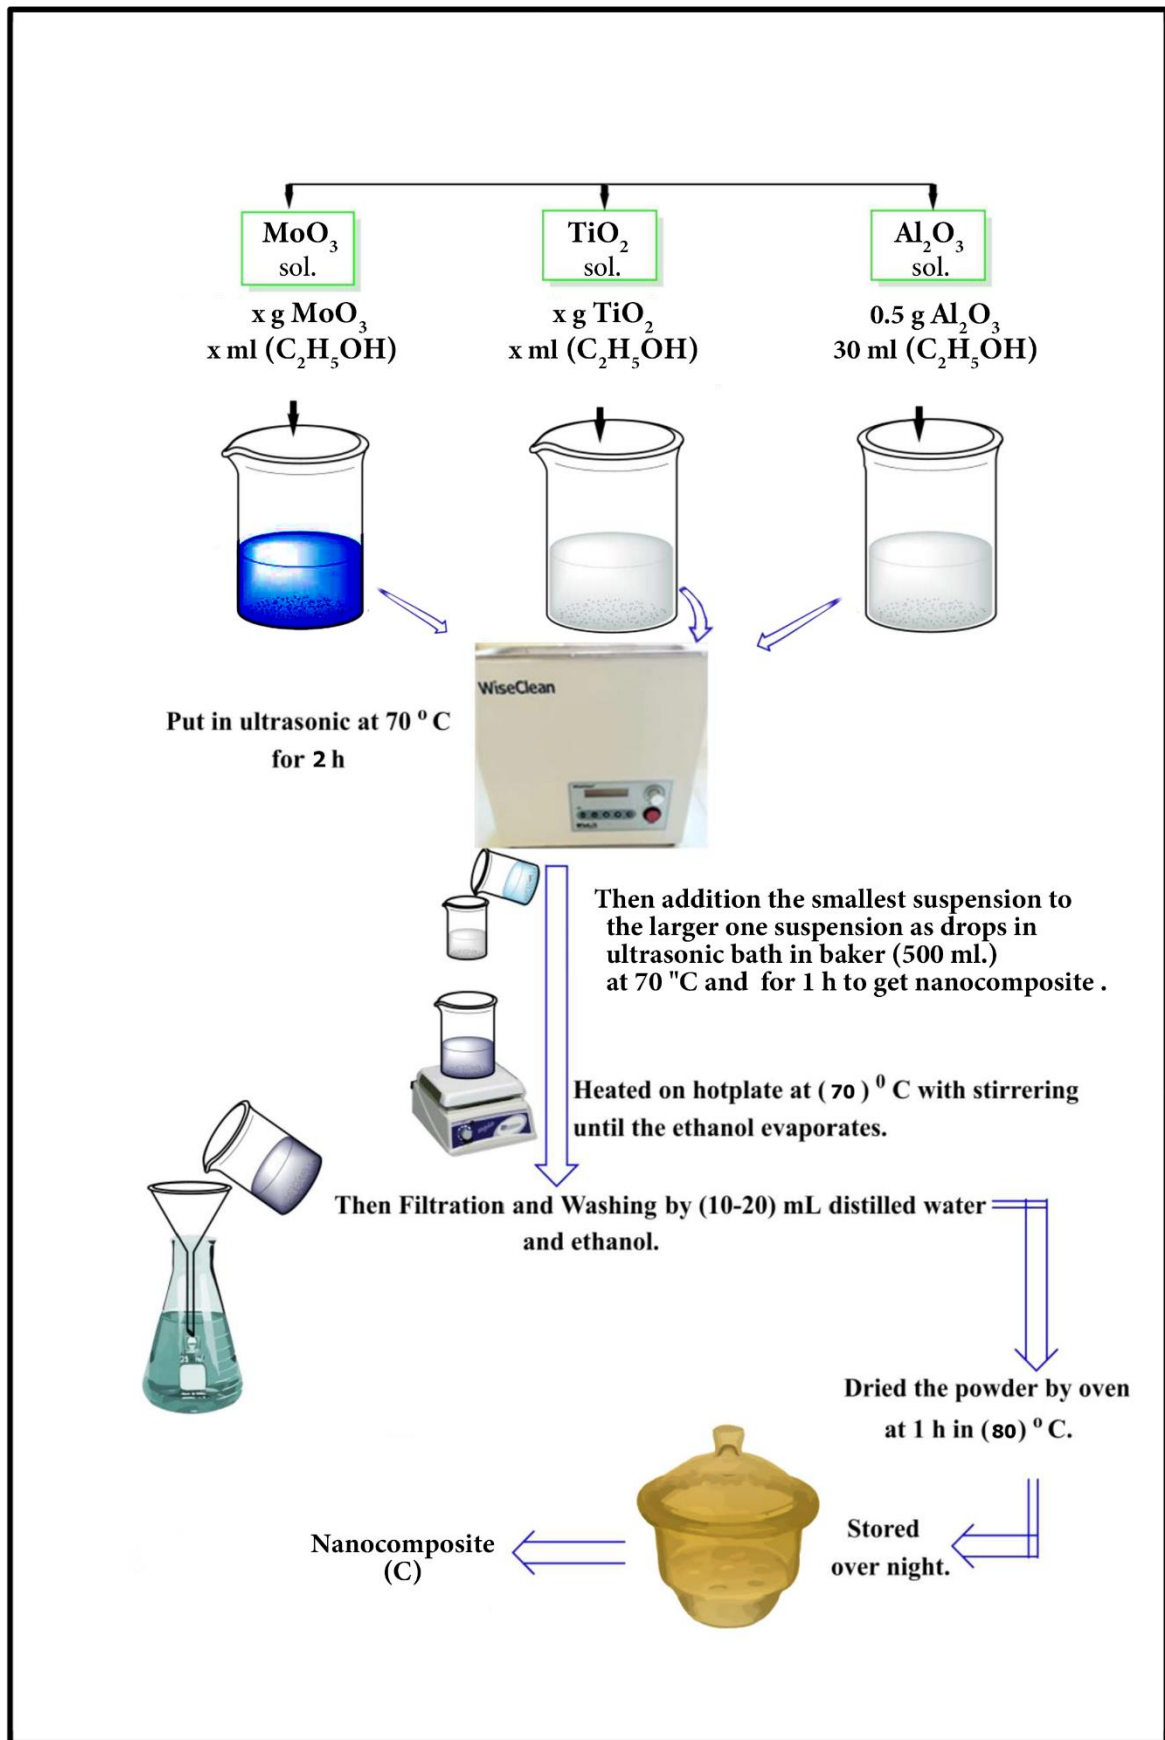 MoO₃
sol.
TiO₂
sol.
Al₂O₃
sol.
x g MoO₃
x ml (C₂H₅OH)
x g TiO₂
x ml (C₂H₅OH)
0.5 g Al₂O₃
30 ml (C₂H₅OH)
WiseClean
Put in ultrasonic at 70 ° C
for 2 h
Then addition the smallest suspension to
the larger one suspension as drops in
ultrasonic bath in baker (500 ml.)
at 70 "C and for 1 h to get nanocomposite .
Heated on hotplate at ( 70 ) ⁰ C with stirrering
until the ethanol evaporates.
Then Filtration and Washing by (10-20) mL distilled water
and ethanol.
Dried the powder by oven
at 1 h in (80) ° C.
Stored
over night.
Nanocomposite
(C)